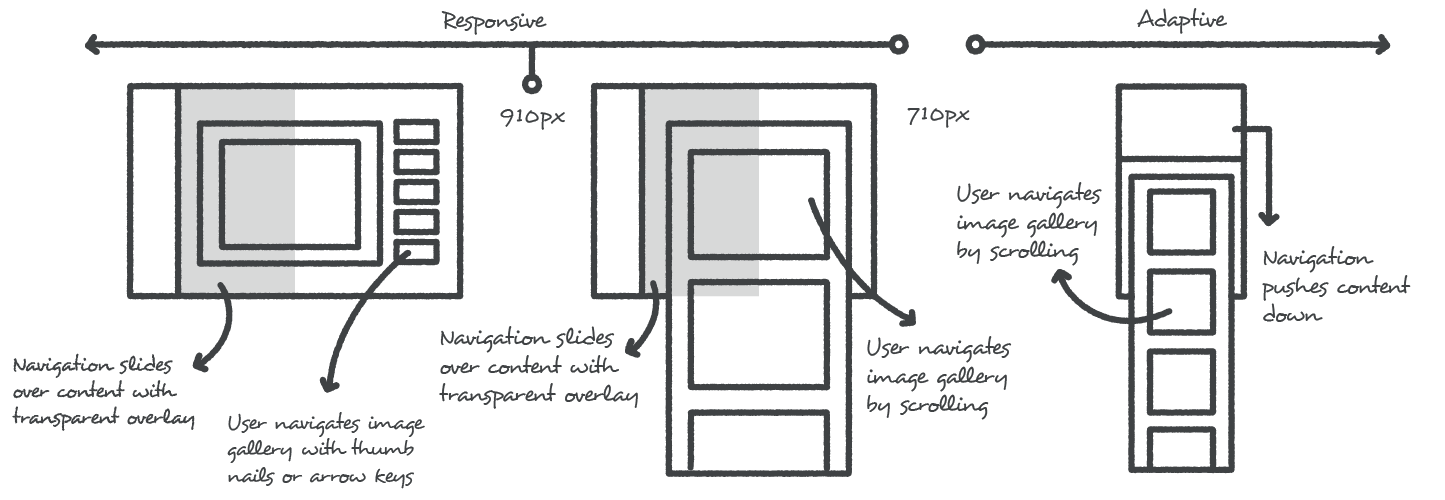 Responsive
Adaptive
910px
710px
Navigation slides
over content with
transparent overlay
User navigates image
gallery with thumb
nails or arrow keys
Navigation slides
over content with
transparent overlay
User navigates
image gallery
by scrolling
User navigates
image gallery
by scrolling
Navigation
pushes content
down